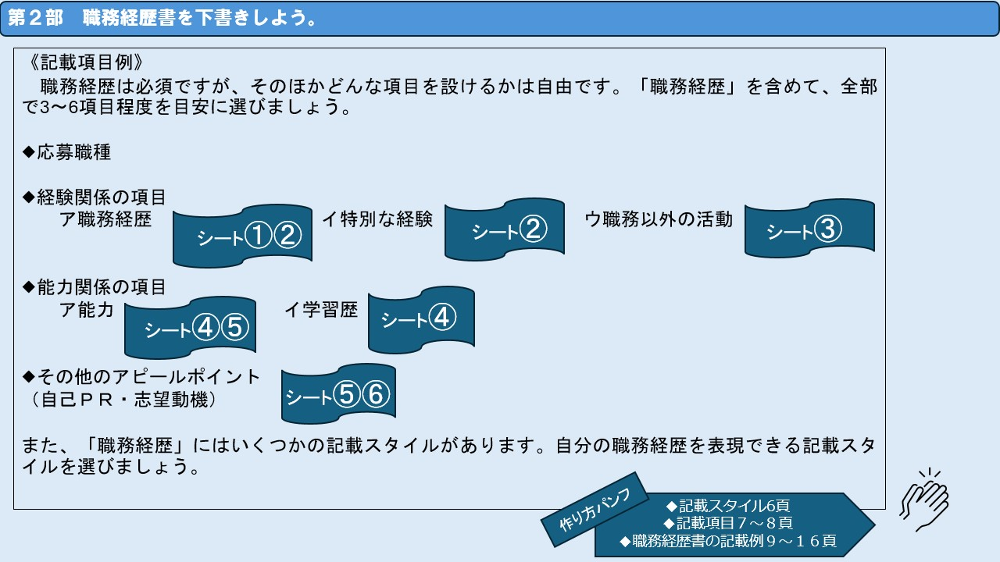 第２部　職務経歴書を下書きしよう。
《記載項目例》
　職務経歴は必須ですが、そのほかどんな項目を設けるかは自由です。「職務経歴」を含めて、全部
で3～6項目程度を目安に選びましょう。
◆応募職種
◆経験関係の項目
ア職務経歴　シート①②　イ特別な経験　シート②　ウ職務以外の活動　シート③
◆能力関係の項目
ア能力　シート④⑤　イ学習歴　シート④
◆その他のアピールポイント
（自己ＰＲ・志望動機）　シート⑤⑥
また、「職務経歴」にはいくつかの記載スタイルがあります。自分の職務経歴を表現できる記載スタ
イルを選びましょう。
作り方パンフ
◆記載スタイル6頁
◆記載項目７～８頁
◆職務経歴書の記載例９～１６頁